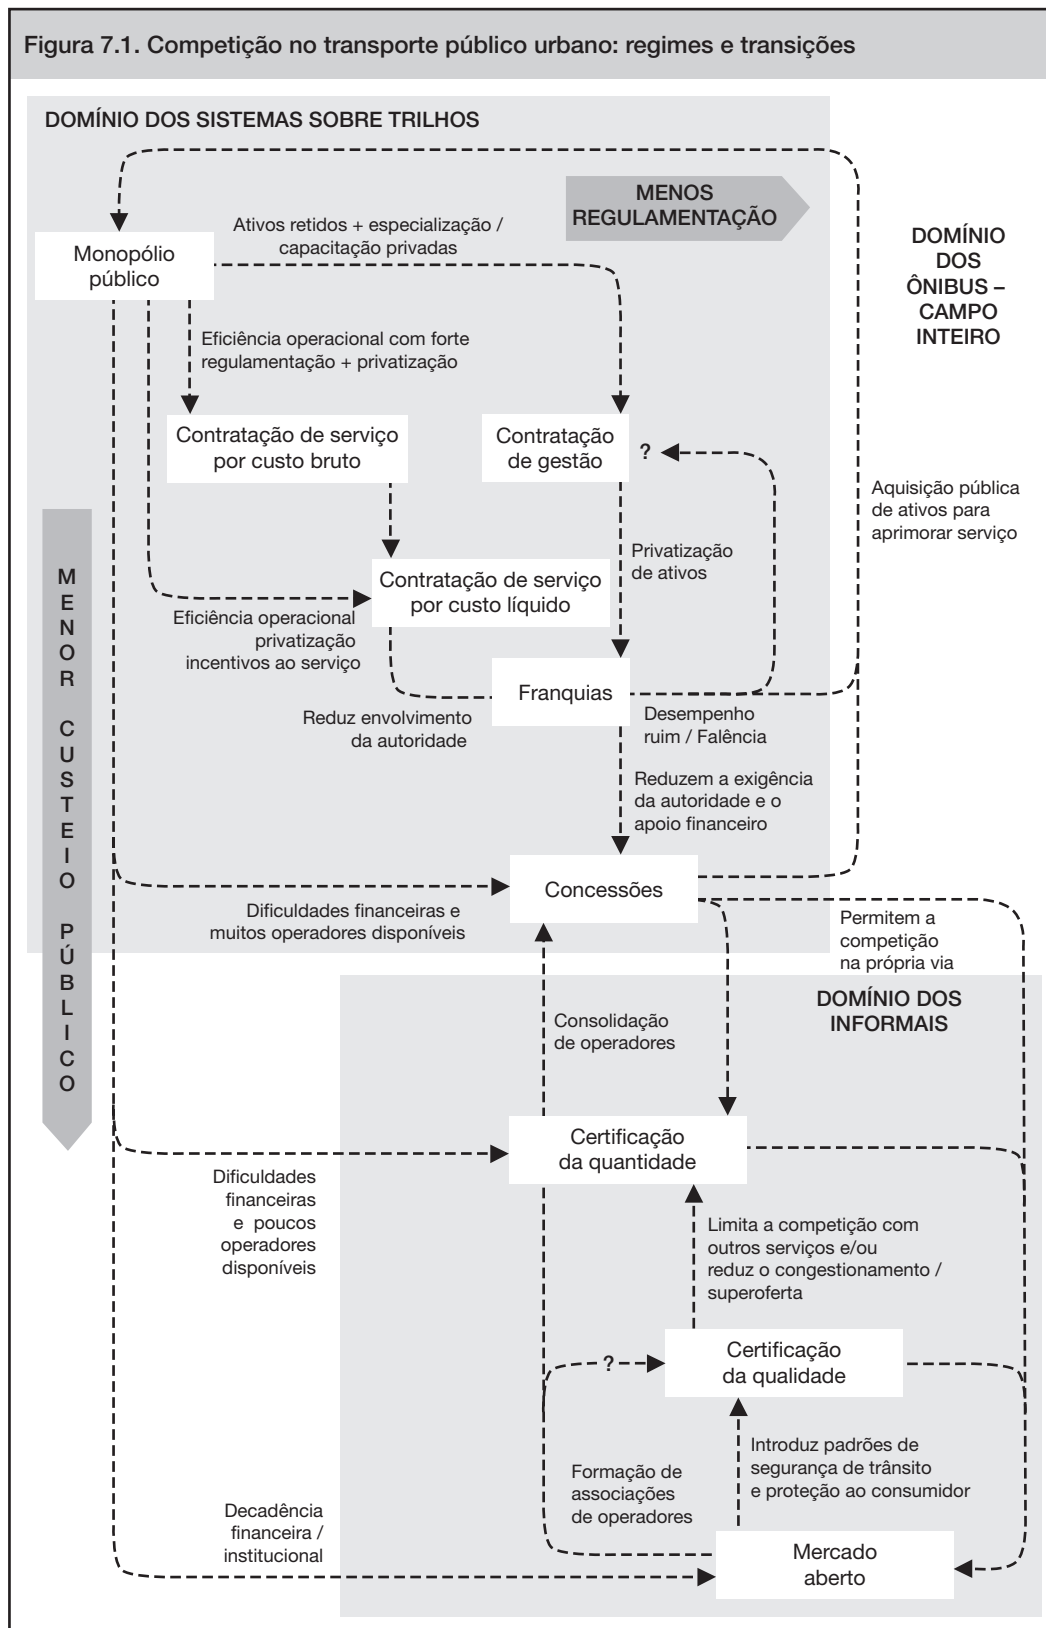 Figura 7.1. Competição no transporte público urbano: regimes e transições
DOMÍNIO DOS SISTEMAS SOBRE TRILHOS
MENOS
REGULAMENTAÇÃO
DOMÍNIO
DOS
ÔNIBUS –
CAMPO
INTEIRO
Ativos retidos + especialização /
capacitação privadas
Monopólio
público
Eficiência operacional com forte
regulamentação + privatização
Contratação de serviço
por custo bruto
Contratação
de gestão
?
Aquisição pública
de ativos para
aprimorar serviço
MENOR CUSTEIO PÚBLICO
Privatização
de ativos
Contratação de serviço
por custo líquido
Eficiência operacional
privatização
incentivos ao serviço
Franquias
Reduz envolvimento
da autoridade
Desempenho
ruim / Falência
Reduzem a exigência
da autoridade e o
apoio financeiro
Concessões
Dificuldades financeiras e
muitos operadores disponíveis
Permitem a
competição
na própria via
DOMÍNIO DOS
INFORMAIS
Consolidação
de operadores
Certificação
da quantidade
Dificuldades
financeiras
e poucos
operadores
disponíveis
Limita a competição com
outros serviços e/ou
reduz o congestionamento /
superoferta
?
Certificação
da qualidade
Introduz padrões de
segurança de trânsito
e proteção ao consumidor
Formação de
associações
de operadores
Decadência
financeira /
institucional
Mercado
aberto